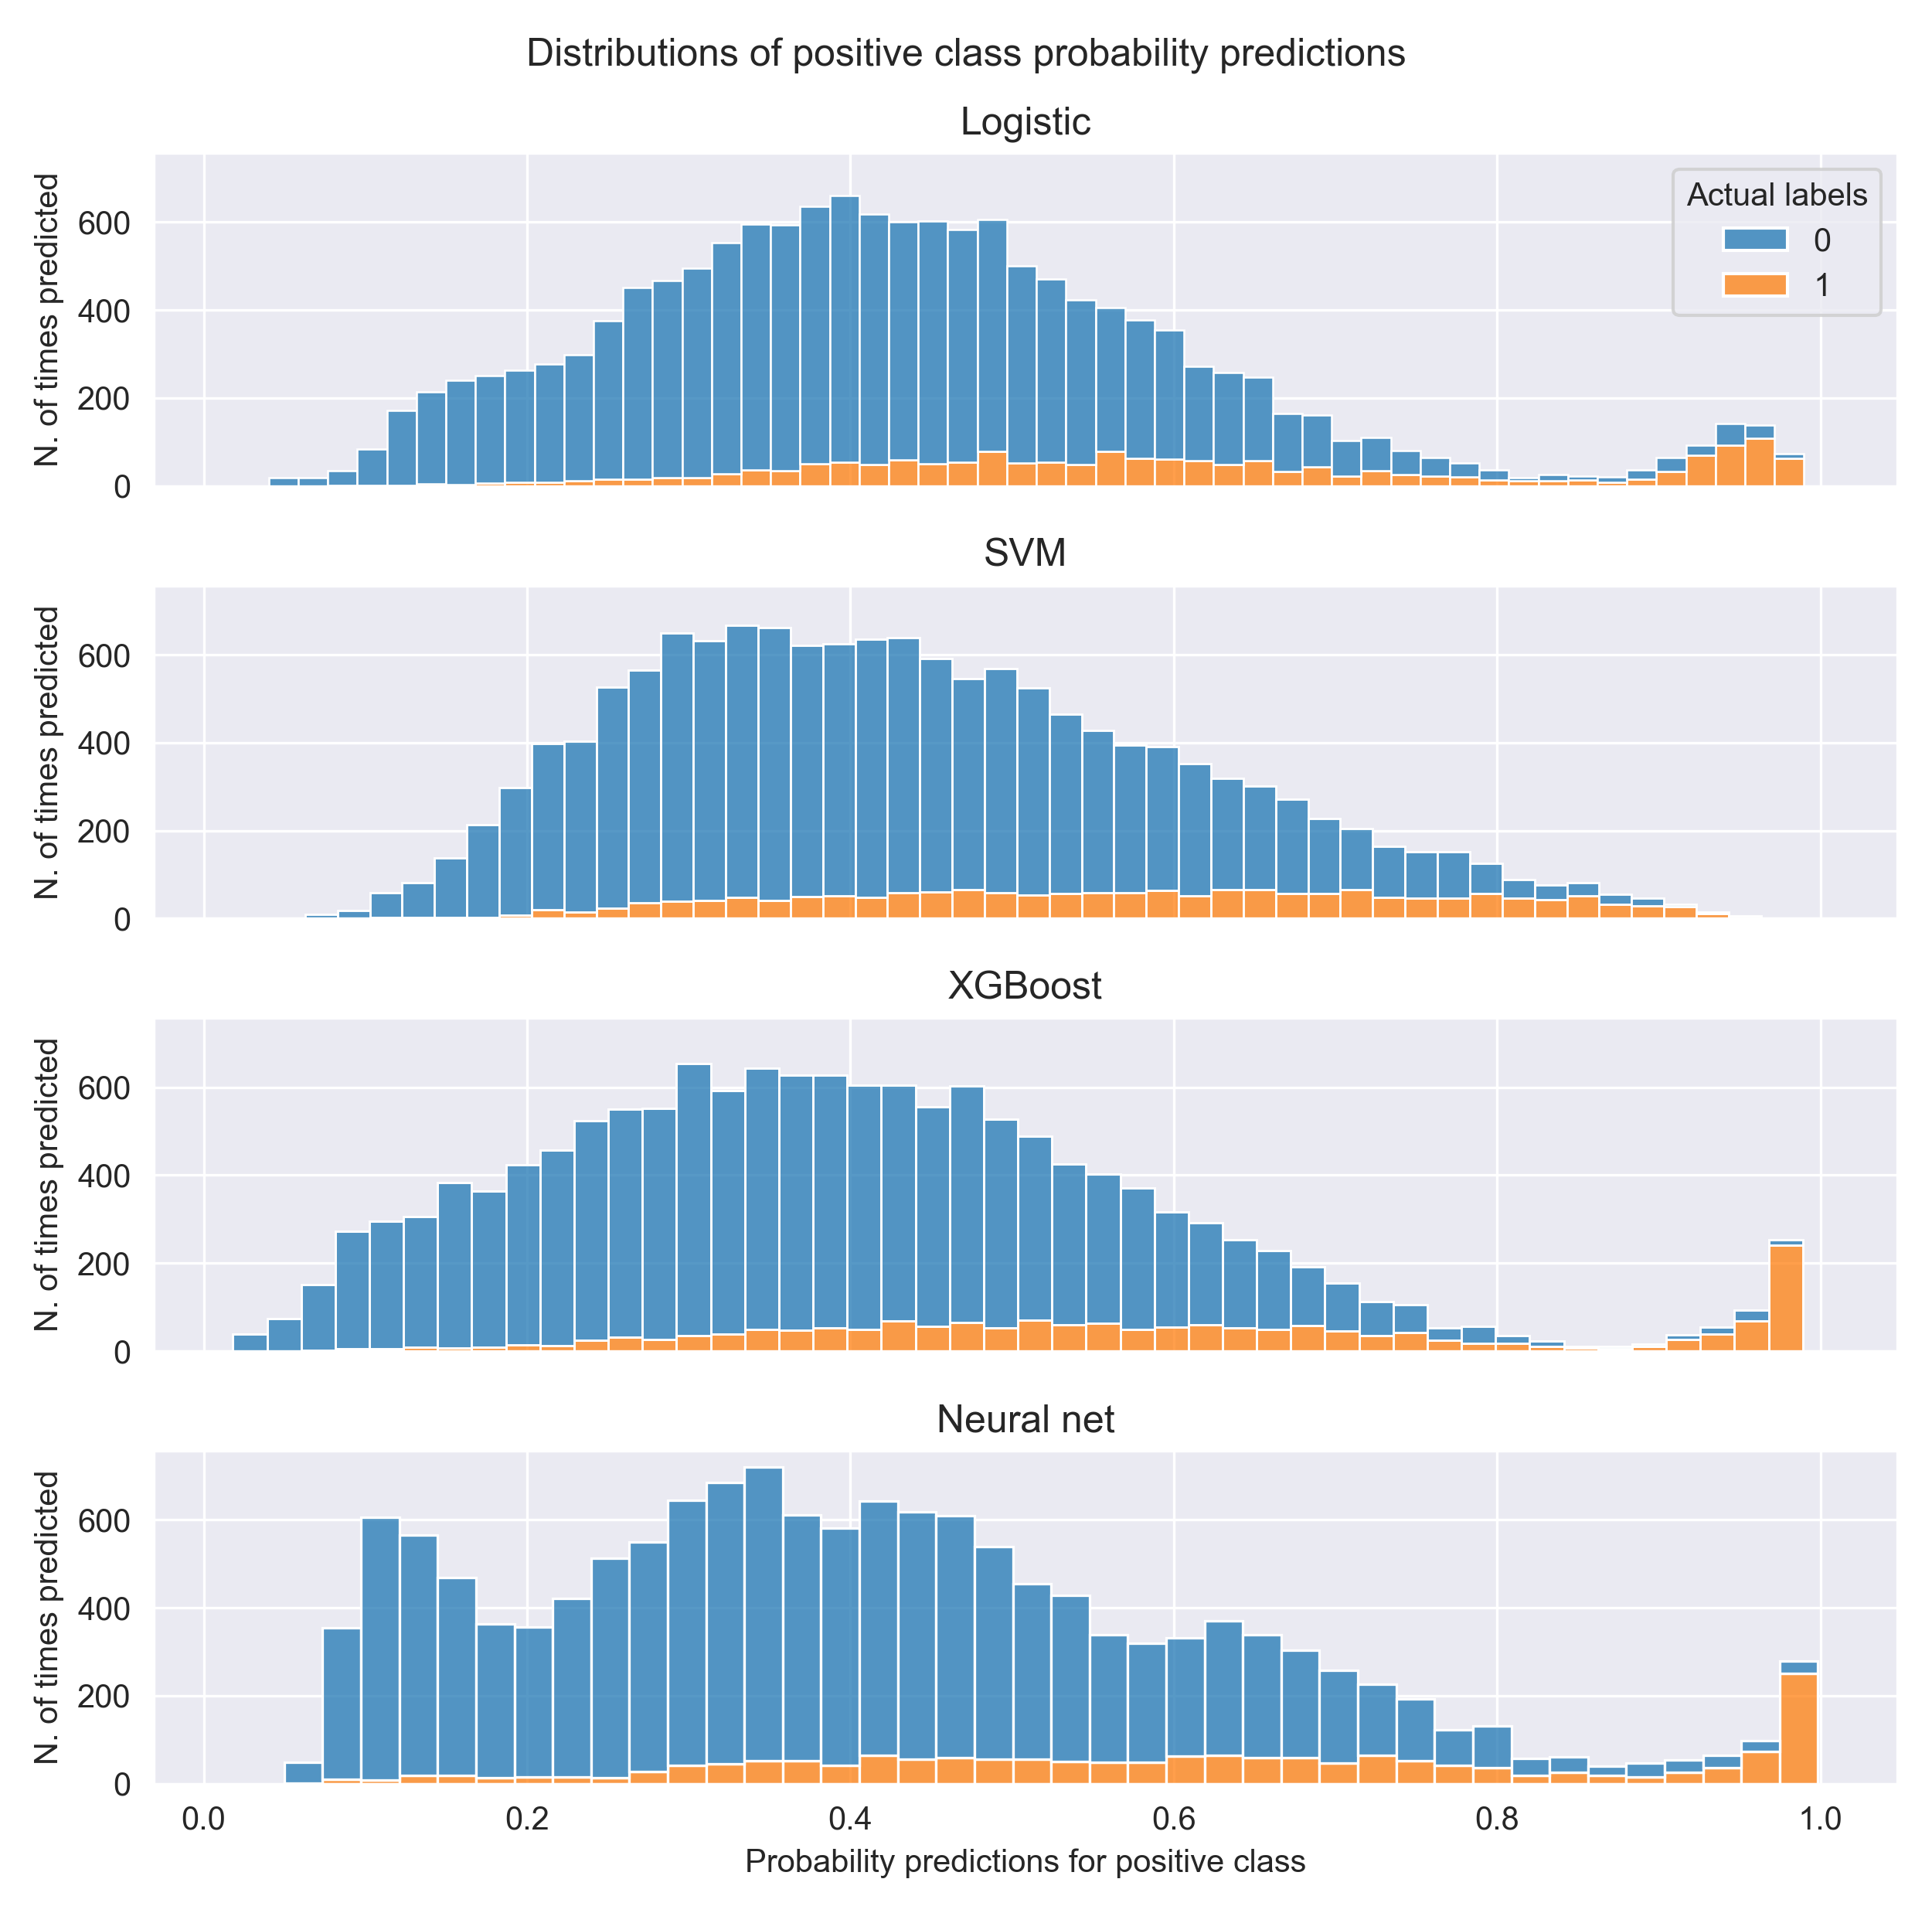 Distributions of positive class probability predictions
Logistic
N. of times predicted
600
400
200
0
Actual labels
0
1
SVM
N. of times predicted
600
400
200
0
XGBoost
N. of times predicted
600
400
200
0
Neural net
N. of times predicted
600
400
200
0
0.0 0.2 0.4 0.6 0.8 1.0
Probability predictions for positive class